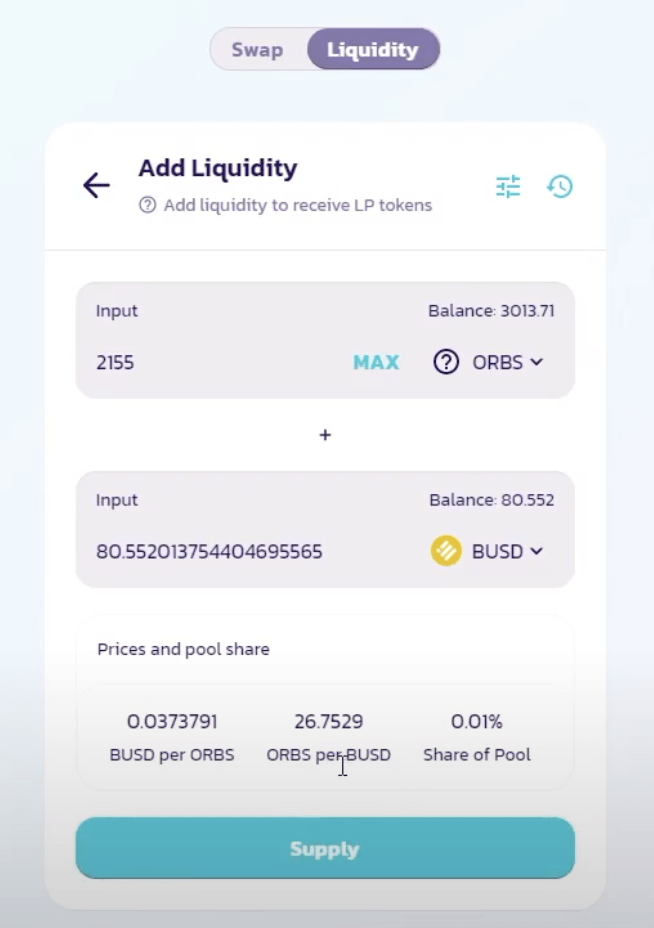 Swap Liquidity
Add Liquidity
Add liquidity to receive LP tokens
Input Balance: 3013.71
2155 MAX ORBS
+
Input Balance: 80.552
80.552013754404695565 BUSD
Prices and pool share
0.0373791 26.7529 0.01%
BUSD per ORBS ORBS per BUSD Share of Pool
Supply